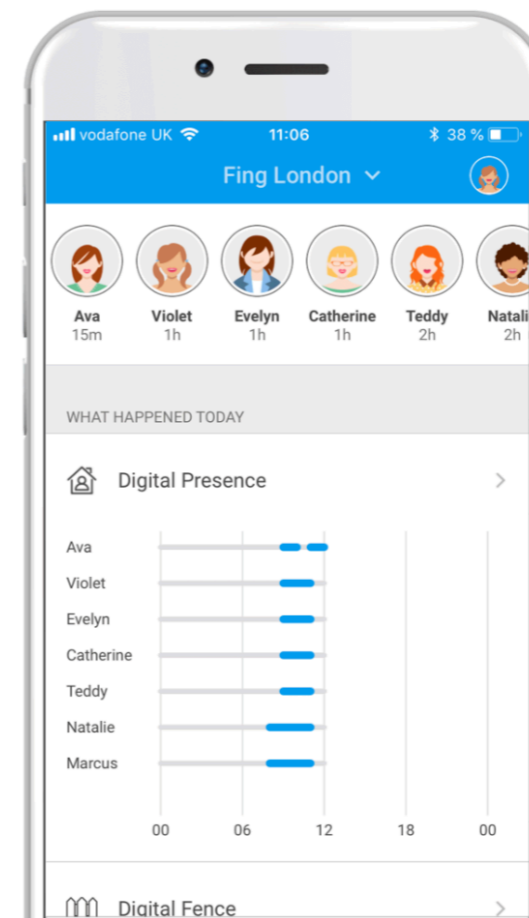 vodafone UK 11:06 38 %
Fing London
Ava Violet Evelyn Catherine Teddy Natali
15m 1h 1h 1h 2h 2h
WHAT HAPPENED TODAY
Digital Presence
Ava
Violet
Evelyn
Catherine
Teddy
Natalie
Marcus
00 06 12 18 00
Digital Fence